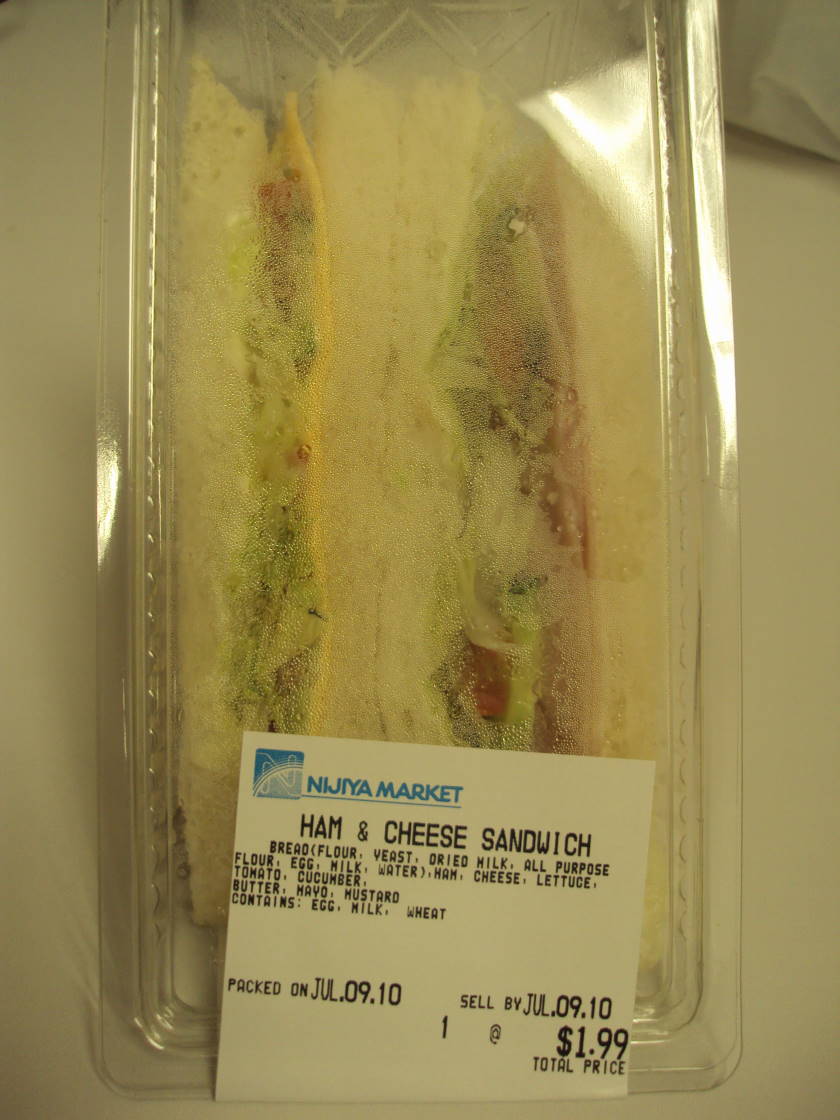 NIJIYA MARKET
HAM & CHEESE SANDWICH
BREAD(FLOUR, YEAST, DRIED MILK, ALL PURPOSE
FLOUR, EGG, MILK, WATER),HAM, CHEESE, LETTUCE,
TOMATO, CUCUMBER,
BUTTER, MAYO, MUSTARD
CONTAINS: EGG, MILK, WHEAT
PACKED ON JUL.09.10
SELL BY JUL.09.10
1 @ $1.99
TOTAL PRICE